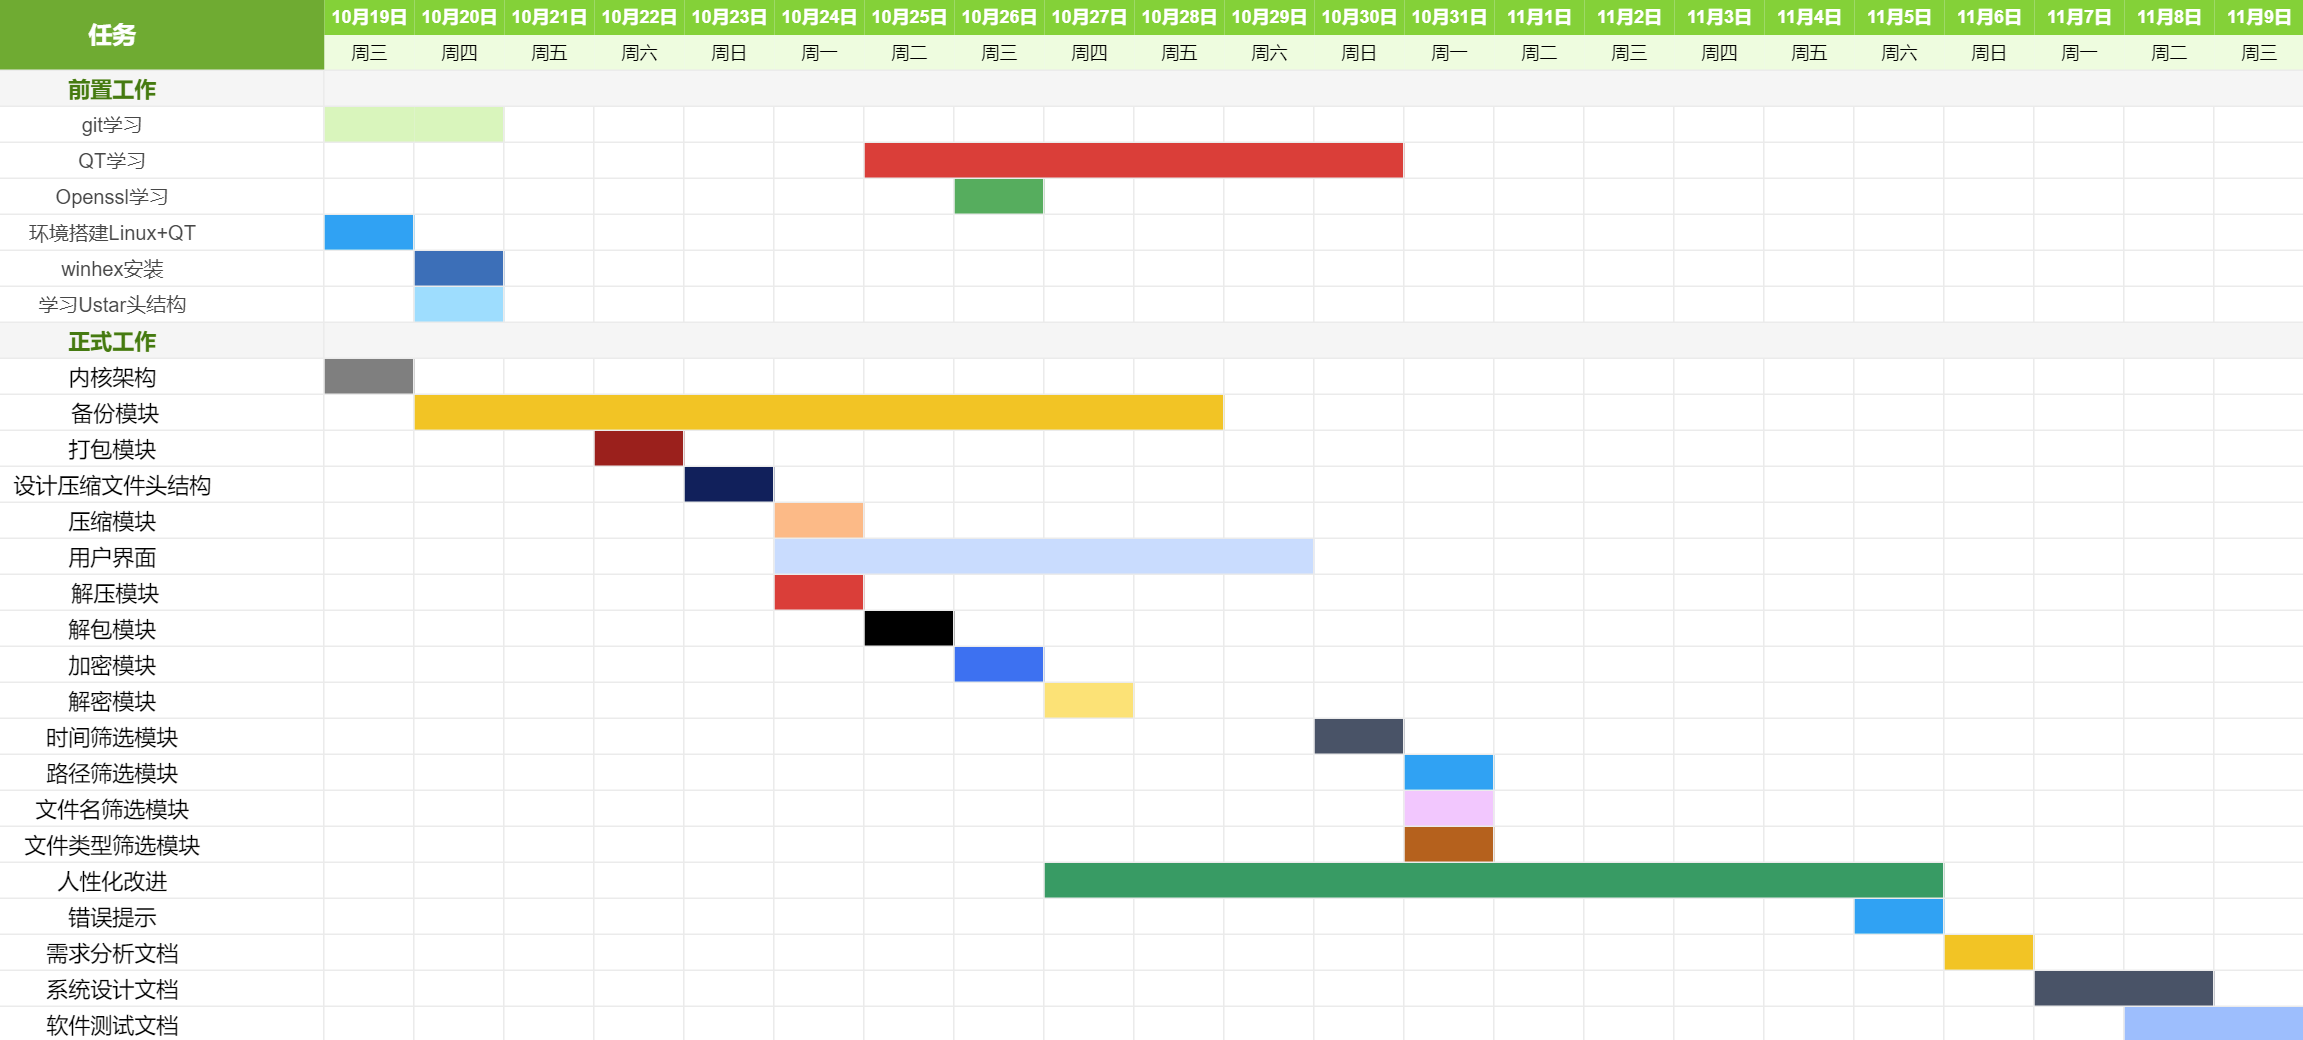 任务
10月19日 10月20日 10月21日 10月22日 10月23日 10月24日 10月25日 10月26日 10月27日 10月28日 10月29日 10月30日 10月31日 11月1日 11月2日 11月3日 11月4日 11月5日 11月6日 11月7日 11月8日 11月9日
周三 周四 周五 周六 周日 周一 周二 周三 周四 周五 周六 周日 周一 周二 周三 周四 周五 周六 周日 周一 周二 周三
前置工作
git学习
QT学习
Openssl学习
环境搭建Linux+QT
winhex安装
学习Ustar头结构
正式工作
内核架构
备份模块
打包模块
设计压缩文件头结构
压缩模块
用户界面
解压模块
解包模块
加密模块
解密模块
时间筛选模块
路径筛选模块
文件名筛选模块
文件类型筛选模块
人性化改进
错误提示
需求分析文档
系统设计文档
软件测试文档